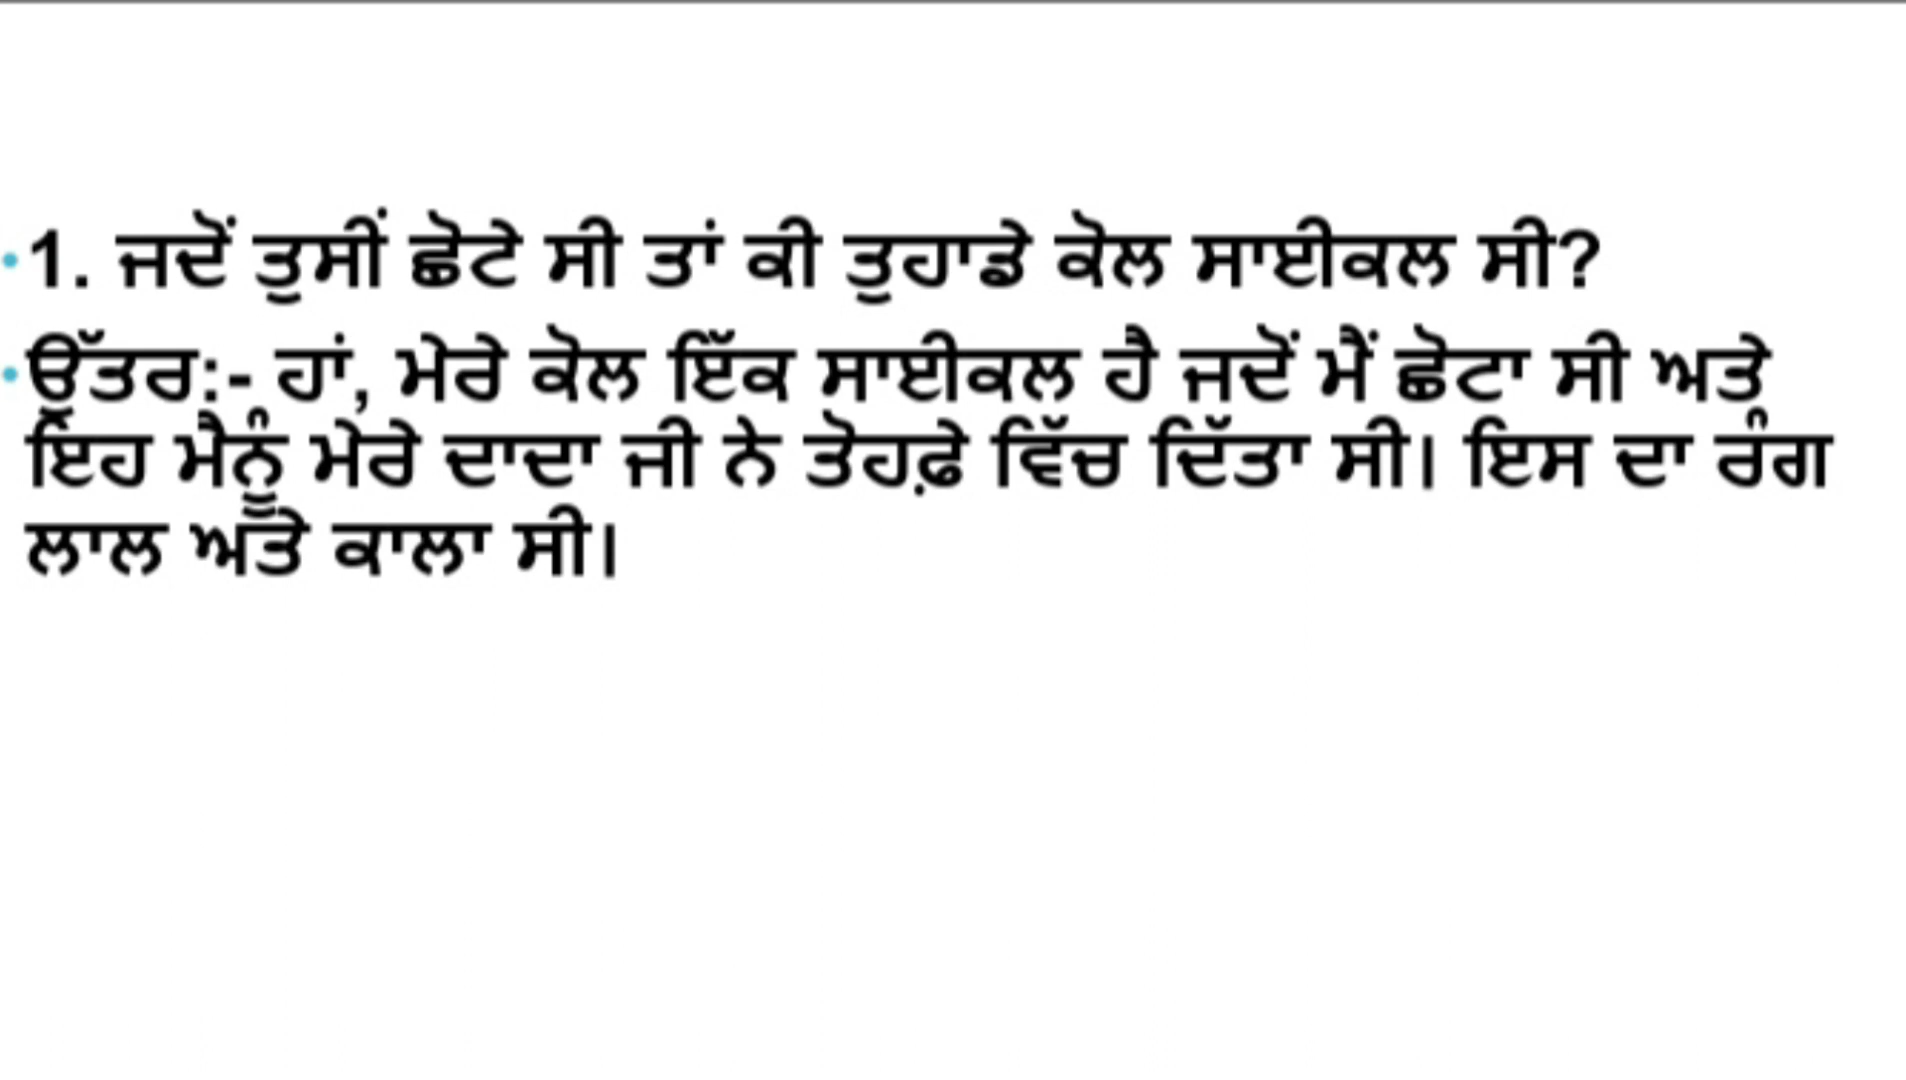 •1. ਜਦੋਂ ਤੁਸੀਂ ਛੋਟੇ ਸੀ ਤਾਂ ਕੀ ਤੁਹਾਡੇ ਕੋਲ ਸਾਈਕਲ ਸੀ?
•ਉੱਤਰ:- ਹਾਂ, ਮੇਰੇ ਕੋਲ ਇੱਕ ਸਾਈਕਲ ਹੈ ਜਦੋਂ ਮੈਂ ਛੋਟਾ ਸੀ ਅਤੇ
ਇਹ ਮੈਨੂੰ ਮੇਰੇ ਦਾਦਾ ਜੀ ਨੇ ਤੋਹਫ਼ੇ ਵਿੱਚ ਦਿੱਤਾ ਸੀ। ਇਸ ਦਾ ਰੰਗ
ਲਾਲ ਅਤੇ ਕਾਲਾ ਸੀ।